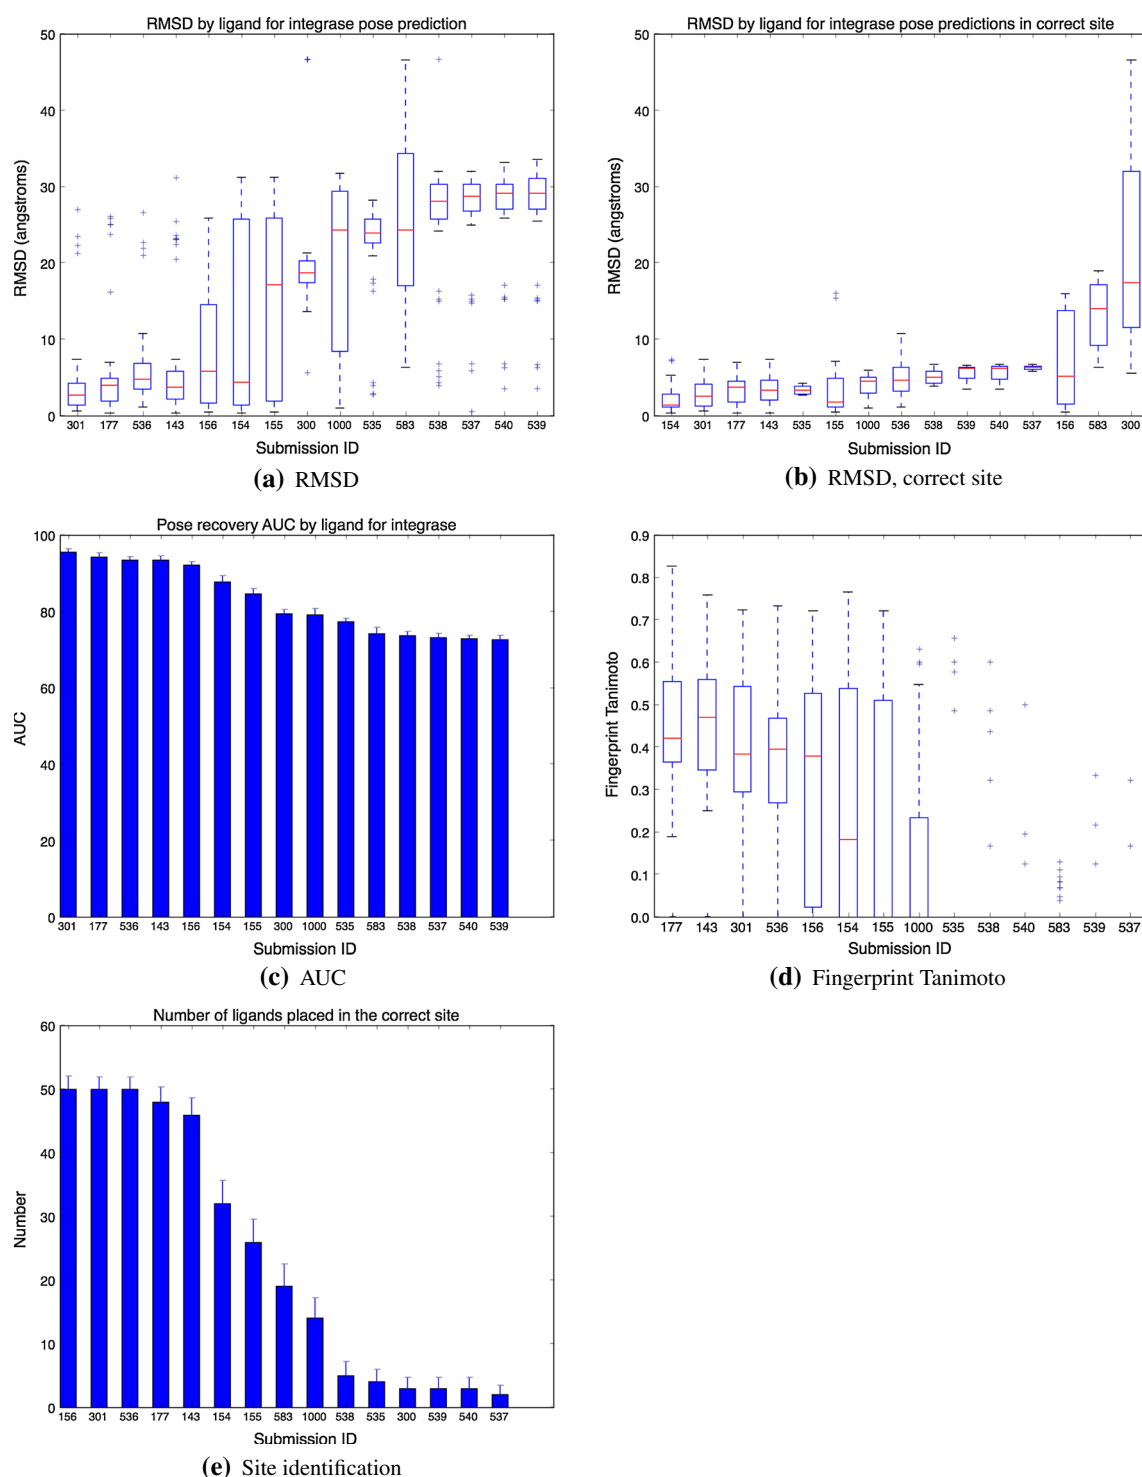 RMSD by ligand for integrase pose prediction
50
40
30
20
10
0
RMSD (angstroms)
301 177 536 143 156 154 155 300 1000 535 583 538 537 540 539
Submission ID
(a) RMSD
RMSD by ligand for integrase pose predictions in correct site
50
40
30
20
10
0
RMSD (angstroms)
154 301 177 143 535 155 1000 536 538 539 540 537 156 583 300
Submission ID
(b) RMSD, correct site
Pose recovery AUC by ligand for integrase
100
80
60
40
20
0
AUC
301 177 536 143 156 154 155 300 1000 535 583 538 537 540 539
Submission ID
(c) AUC
0.9
0.8
0.7
0.6
0.5
0.4
0.3
0.2
0.1
0.0
Fingerprint Tanimoto
177 143 301 536 156 154 155 1000 535 538 540 583 539 537
Submission ID
(d) Fingerprint Tanimoto
Number of ligands placed in the correct site
60
50
40
30
20
10
0
Number
156 301 536 177 143 154 155 583 1000 538 535 300 539 540 537
Submission ID
(e) Site identification